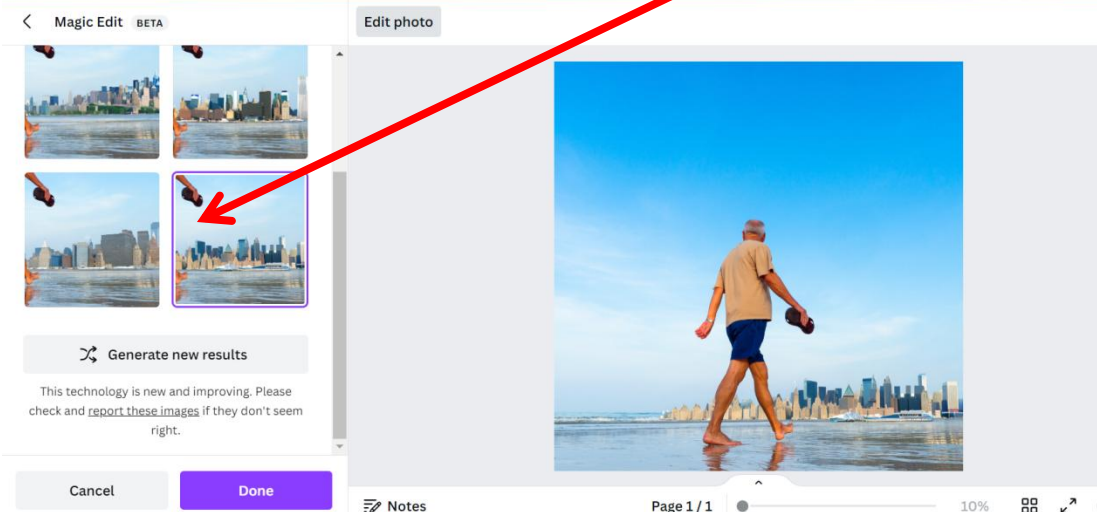 Magic Edit BETA
Edit photo
Generate new results
This technology is new and improving. Please
check and report these images if they don't seem
right.
Cancel
Done
Notes
Page 1 / 1
10%